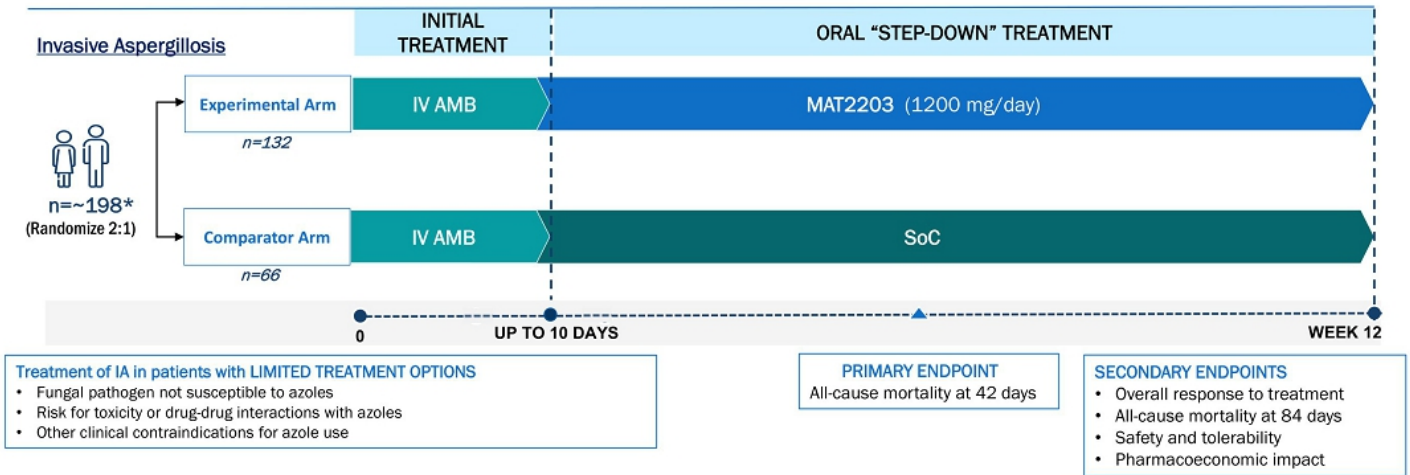 INITIAL
TREATMENT
ORAL “STEP-DOWN” TREATMENT
Invasive Aspergillosis
Experimental Arm
IV AMB
MAT2203 (1200 mg/day)
n=132
n=~198*
(Randomize 2:1)
Comparator Arm
IV AMB
SoC
n=66
0
UP TO 10 DAYS
WEEK 12
Treatment of IA in patients with LIMITED TREATMENT OPTIONS
• Fungal pathogen not susceptible to azoles
• Risk for toxicity or drug-drug interactions with azoles
• Other clinical contraindications for azole use
PRIMARY ENDPOINT
All-cause mortality at 42 days
SECONDARY ENDPOINTS
• Overall response to treatment
• All-cause mortality at 84 days
• Safety and tolerability
• Pharmacoeconomic impact